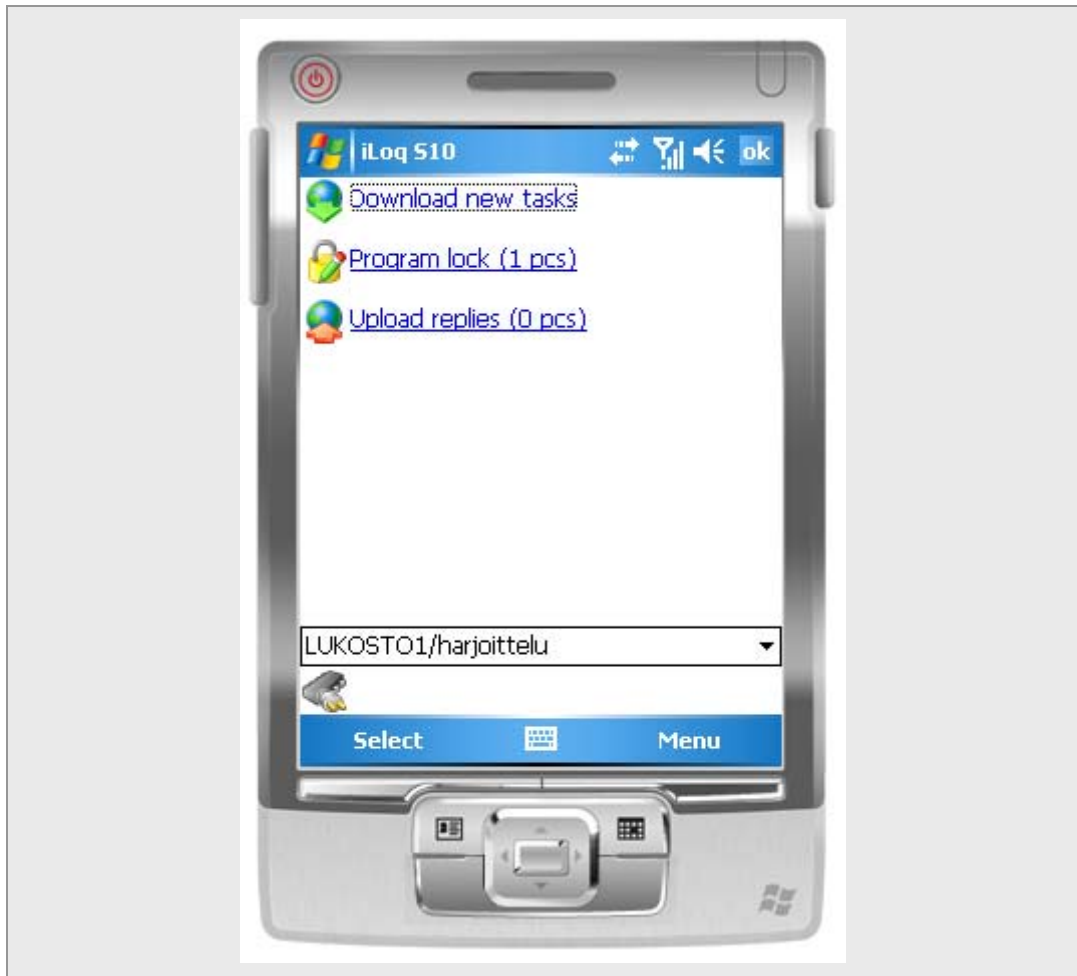 iLoq S10
ok
Download new tasks
Program lock (1 pcs)
Upload replies (0 pcs)
LUKOSTO1/harjoittelu
Select
Menu